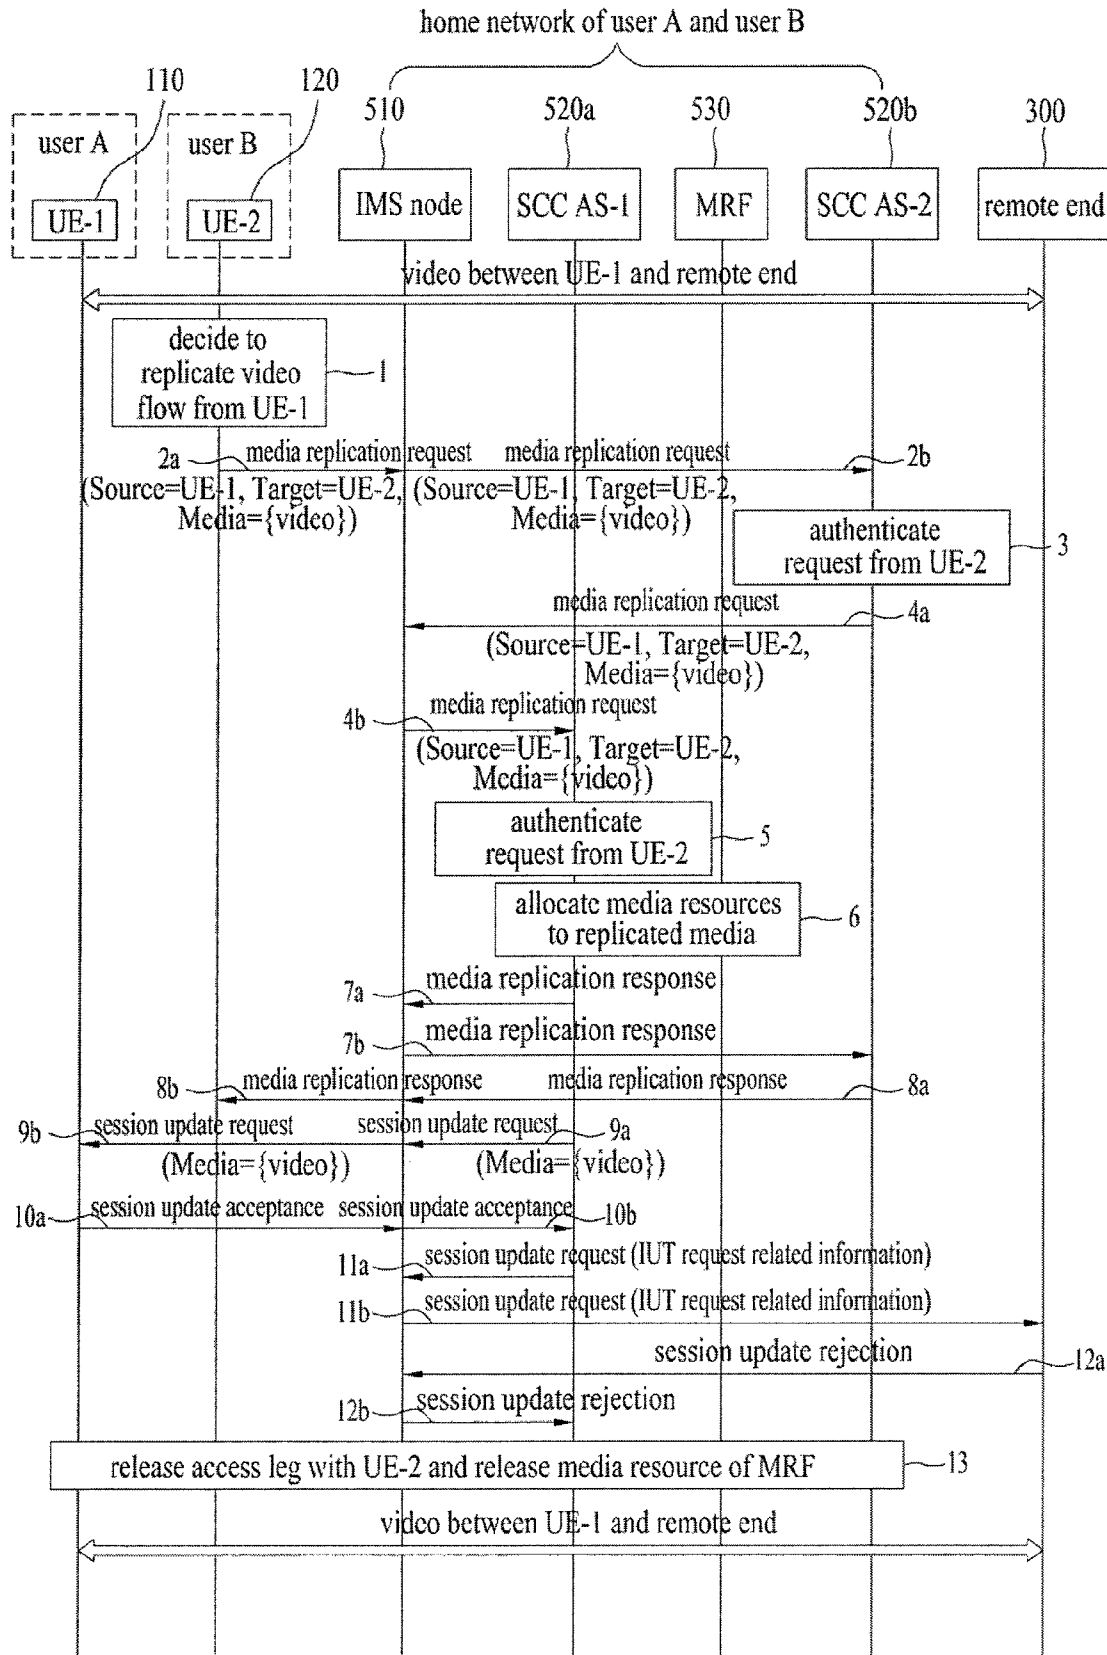 home network of user A and user B
110
120
510
520a
530
520b
300
user A
user B
UE-1
UE-2
IMS node
SCC AS-1
MRF
SCC AS-2
remote end
video between UE-1 and remote end
decide to
replicate video
flow from UE-1
1
2a
media replication request
media replication request
2b
(Source=UE-1, Target=UE-2,
Media={video})
(Source=UE-1, Target=UE-2,
Media={video})
authenticate
request from UE-2
3
media replication request
4a
(Source=UE-1, Target=UE-2,
Media={video})
media replication request
4b
(Source=UE-1, Target=UE-2,
Media={video})
authenticate
request from UE-2
5
allocate media resources
to replicated media
6
media replication response
7a
media replication response
7b
media replication response
8b
media replication response
8a
session update request
9b
session update request
9a
(Media={video})
(Media={video})
session update acceptance
10a
session update acceptance
10b
session update request (IUT request related information)
11a
session update request (IUT request related information)
11b
session update rejection
12a
session update rejection
12b
release access leg with UE-2 and release media resource of MRF
13
video between UE-1 and remote end